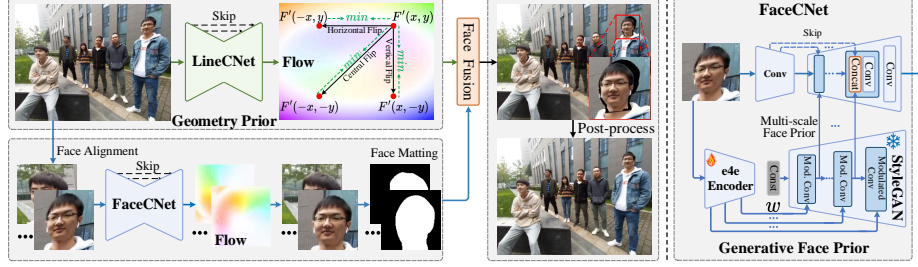 Skip
LineCNet
Flow
Geometry Prior
F'(-x, y)
min
F'(x, y)
Horizontal Flip
min
Central Flip
Vertical Flip
min
F'(-x, -y)
F'(x, -y)
Face Fusion
Post-process
Face Alignment
Skip
FaceCNet
...
...
Flow
...
Face Matting
...
FaceCNet
Skip
Conv
...
Concat
Conv
Conv
Multi-scale
Face Prior
...
e4e
Encoder
Const
Mod. Conv
...
Mod. Conv
Modulated
Conv
StyleGAN
w
...
Generative Face Prior